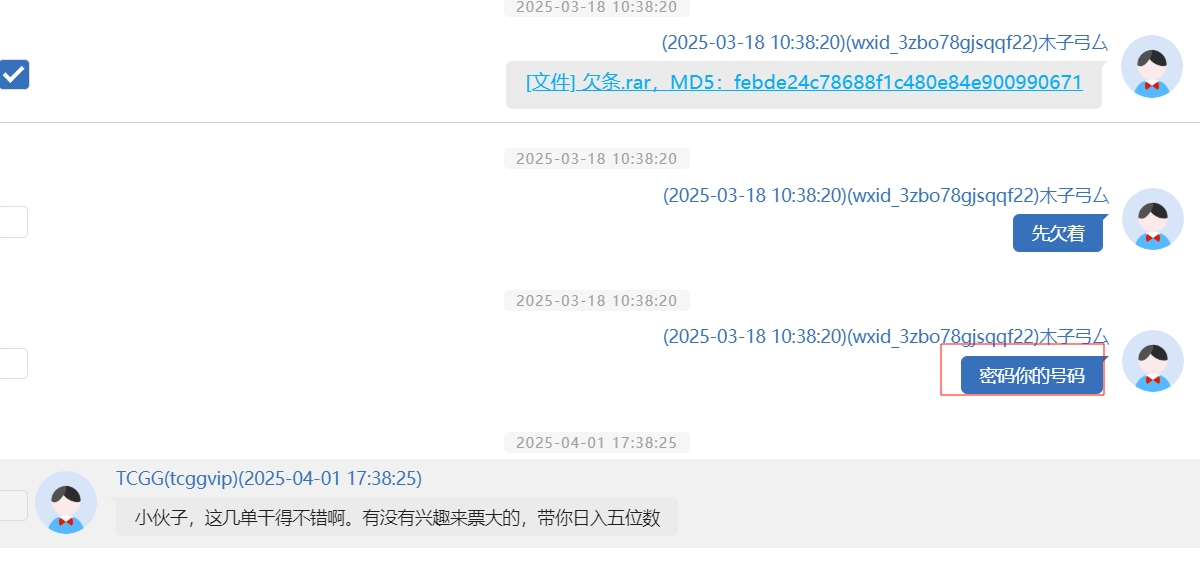 2025-03-18 10:38:20
(2025-03-18 10:38:20)(wxid_3zbo78gjsqqf22)木子弓厶
[文件] 欠条.rar，MD5：febde24c78688f1c480e84e900990671
2025-03-18 10:38:20
(2025-03-18 10:38:20)(wxid_3zbo78gjsqqf22)木子弓厶
先欠着
2025-03-18 10:38:20
(2025-03-18 10:38:20)(wxid_3zbo78gjsqqf22)木子弓厶
密码你的号码
2025-04-01 17:38:25
TCGG(tcggvip)(2025-04-01 17:38:25)
小伙子，这几单干得不错啊。有没有兴趣来票大的，带你日入五位数